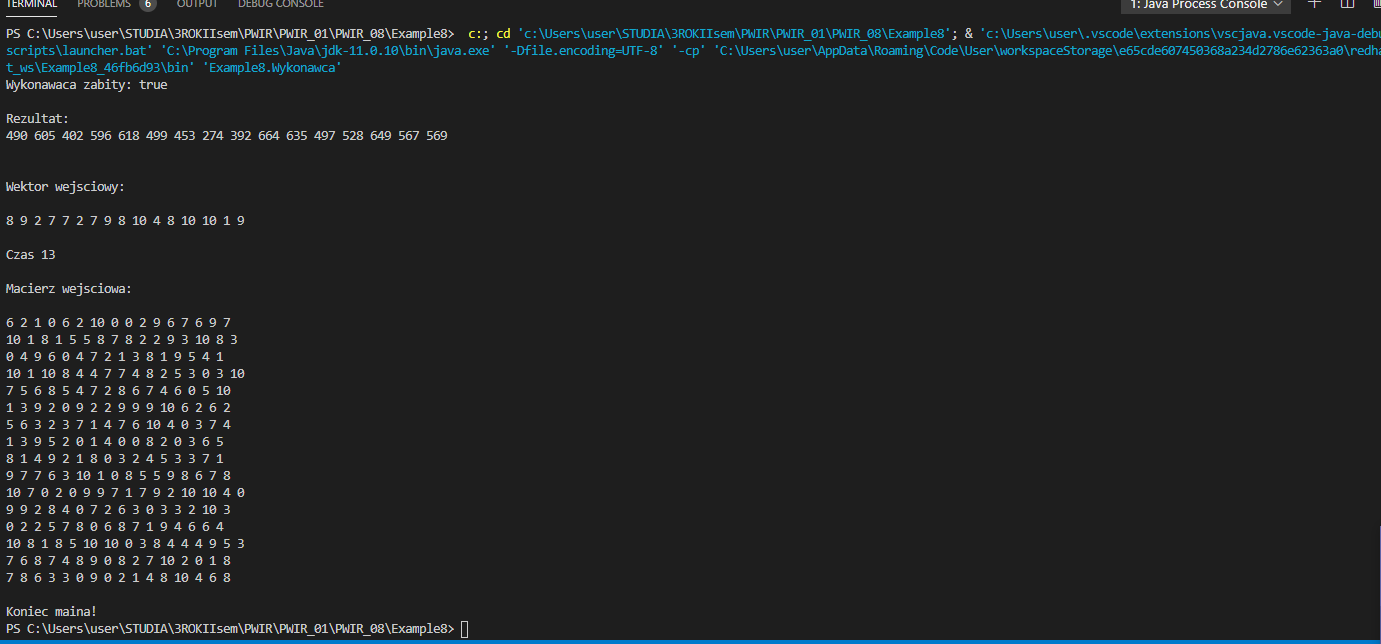 TERMINAL PROBLEMS 6 OUTPUT DEBUG CONSOLE 1: Java Process Console
PS C:\Users\user\STUDIA\3ROKIIsem\PWIR\PWIR_01\PWIR_08\Example8> c:; cd 'c:\Users\user\STUDIA\3ROKIIsem\PWIR\PWIR_01\PWIR_08\Example8'; & 'c:\Users\user\.vscode\extensions\vscjava.vscode-java-debu
scripts\launcher.bat' 'C:\Program Files\Java\jdk-11.0.10\bin\java.exe' '-Dfile.encoding=UTF-8' '-cp' 'C:\Users\user\AppData\Roaming\Code\User\workspaceStorage\e65cde607450368a234d2786e62363a0\redha
t_ws\Example8_46fb6d93\bin' 'Example8.Wykonawca'
Wykonawaca zabity: true
Rezultat:
490 605 402 596 618 499 453 274 392 664 635 497 528 649 567 569
Wektor wejsciowy:
8 9 2 7 7 2 7 9 8 10 4 8 10 10 1 9
Czas 13
Macierz wejsciowa:
6 2 1 0 6 2 10 0 0 2 9 6 7 6 9 7
10 1 8 1 5 5 8 7 8 2 2 9 3 10 8 3
0 4 9 6 0 4 7 2 1 3 8 1 9 5 4 1
10 1 10 8 4 4 7 7 4 8 2 5 3 0 3 10
7 5 6 8 5 4 7 2 8 6 7 4 6 0 5 10
1 3 9 2 0 9 2 2 9 9 9 10 6 2 6 2
5 6 3 2 3 7 1 4 7 6 10 4 0 3 7 4
1 3 9 5 2 0 1 4 0 0 8 2 0 3 6 5
8 1 4 9 2 1 8 0 3 2 4 5 3 3 7 1
9 7 7 6 3 10 1 0 8 5 5 9 8 6 7 8
10 7 0 2 0 9 9 7 1 7 9 2 10 10 4 0
9 9 2 8 4 0 7 2 6 3 0 3 3 2 10 3
0 2 2 5 7 8 0 6 8 7 1 9 4 6 6 4
10 8 1 8 5 10 10 0 3 8 4 4 4 9 5 3
7 6 8 7 4 8 9 0 8 2 7 10 2 0 1 8
7 8 6 3 3 0 9 0 2 1 4 8 10 4 6 8
Koniec maina!
PS C:\Users\user\STUDIA\3ROKIIsem\PWIR\PWIR_01\PWIR_08\Example8>